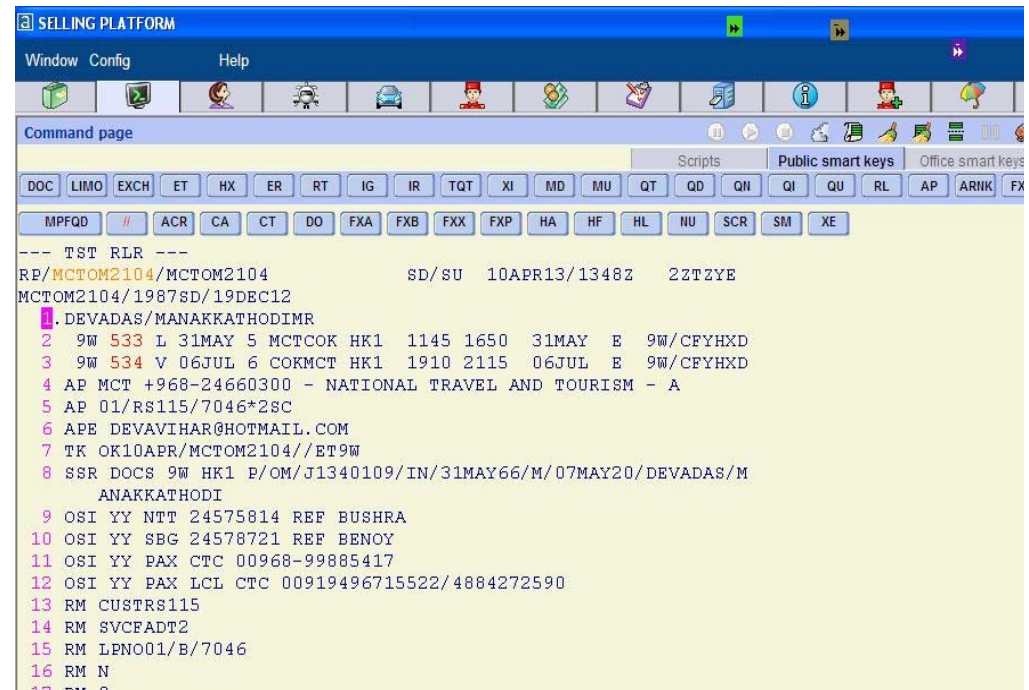 a SELLING PLATFORM
Window Config Help
Command page
Scripts Public smart keys Office smart keys
DOC LIMO EXCH ET HX ER RT IG IR TQT XI MD MU QT QD QN QI QU RL AP ARNK FX
MPFQD // ACR CA CT DO FXA FXB FXX FXP HA HF HL NU SCR SM XE
--- TST RLR ---
RP/MCTOM2104/MCTOM2104 SD/SU 10APR13/1348Z 2ZTZYE
MCTOM2104/1987SD/19DEC12
1.DEVADAS/MANAKKATHODIMR
2 9W 533 L 31MAY 5 MCTCOK HK1 1145 1650 31MAY E 9W/CFYHXD
3 9W 534 V 06JUL 6 COKMCT HK1 1910 2115 06JUL E 9W/CFYHXD
4 AP MCT +968-24660300 - NATIONAL TRAVEL AND TOURISM - A
5 AP 01/RS115/7046*2SC
6 APE DEVAVIHAR@HOTMAIL.COM
7 TK OK10APR/MCTOM2104//ET9W
8 SSR DOCS 9W HK1 P/OM/J1340109/IN/31MAY66/M/07MAY20/DEVADAS/M
ANAKKATHODI
9 OSI YY NTT 24575814 REF BUSHRA
10 OSI YY SBG 24578721 REF BENOY
11 OSI YY PAX CTC 00968-99885417
12 OSI YY PAX LCL CTC 00919496715522/4884272590
13 RM CUSTRS115
14 RM SVCFADT2
15 RM LPNO01/B/7046
16 RM N
17 RM